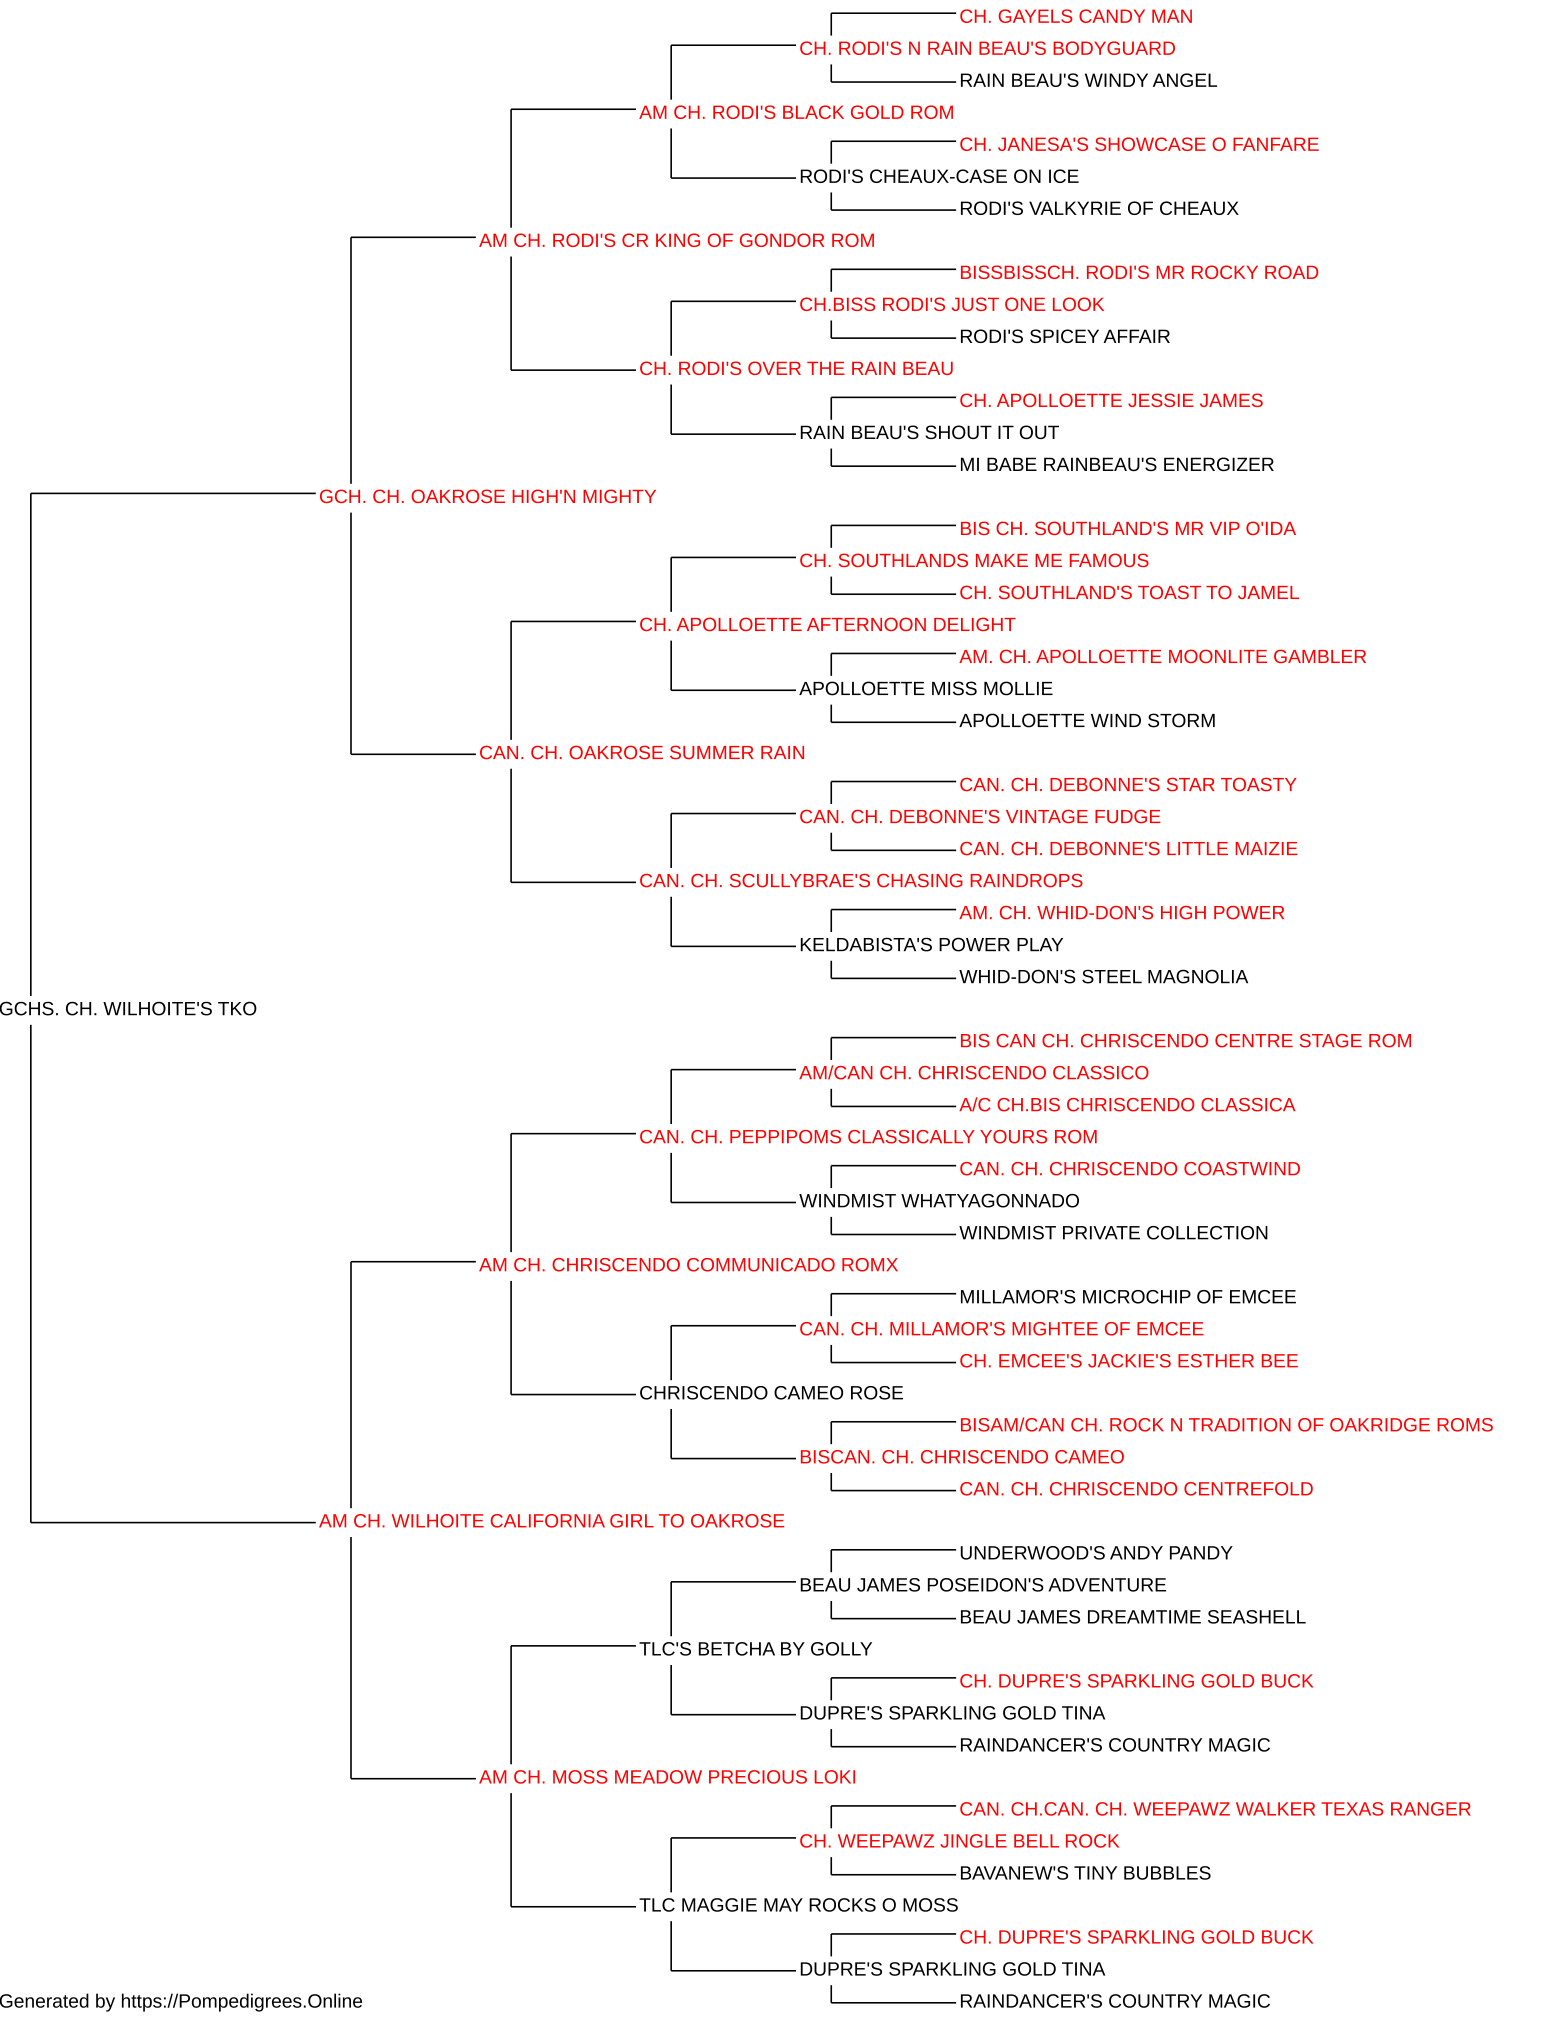 CH. GAYELS CANDY MAN
CH. RODI'S N RAIN BEAU'S BODYGUARD
RAIN BEAU'S WINDY ANGEL
AM CH. RODI'S BLACK GOLD ROM
CH. JANESA'S SHOWCASE O FANFARE
RODI'S CHEAUX-CASE ON ICE
RODI'S VALKYRIE OF CHEAUX
AM CH. RODI'S CR KING OF GONDOR ROM
BISSBISSCH. RODI'S MR ROCKY ROAD
CH.BISS RODI'S JUST ONE LOOK
RODI'S SPICEY AFFAIR
CH. RODI'S OVER THE RAIN BEAU
CH. APOLLOETTE JESSIE JAMES
RAIN BEAU'S SHOUT IT OUT
MI BABE RAINBEAU'S ENERGIZER
GCH. CH. OAKROSE HIGH'N MIGHTY
BIS CH. SOUTHLAND'S MR VIP O'IDA
CH. SOUTHLANDS MAKE ME FAMOUS
CH. SOUTHLAND'S TOAST TO JAMEL
CH. APOLLOETTE AFTERNOON DELIGHT
AM. CH. APOLLOETTE MOONLITE GAMBLER
APOLLOETTE MISS MOLLIE
APOLLOETTE WIND STORM
CAN. CH. OAKROSE SUMMER RAIN
CAN. CH. DEBONNE'S STAR TOASTY
CAN. CH. DEBONNE'S VINTAGE FUDGE
CAN. CH. DEBONNE'S LITTLE MAIZIE
CAN. CH. SCULLYBRAE'S CHASING RAINDROPS
AM. CH. WHID-DON'S HIGH POWER
KELDABISTA'S POWER PLAY
WHID-DON'S STEEL MAGNOLIA
GCHS. CH. WILHOITE'S TKO
BIS CAN CH. CHRISCENDO CENTRE STAGE ROM
AM/CAN CH. CHRISCENDO CLASSICO
A/C CH.BIS CHRISCENDO CLASSICA
CAN. CH. PEPPIPOMS CLASSICALLY YOURS ROM
CAN. CH. CHRISCENDO COASTWIND
WINDMIST WHATYAGONNADO
WINDMIST PRIVATE COLLECTION
AM CH. CHRISCENDO COMMUNICADO ROMX
MILLAMOR'S MICROCHIP OF EMCEE
CAN. CH. MILLAMOR'S MIGHTEE OF EMCEE
CH. EMCEE'S JACKIE'S ESTHER BEE
CHRISCENDO CAMEO ROSE
BISAM/CAN CH. ROCK N TRADITION OF OAKRIDGE ROMS
BISCAN. CH. CHRISCENDO CAMEO
CAN. CH. CHRISCENDO CENTREFOLD
AM CH. WILHOITE CALIFORNIA GIRL TO OAKROSE
UNDERWOOD'S ANDY PANDY
BEAU JAMES POSEIDON'S ADVENTURE
BEAU JAMES DREAMTIME SEASHELL
TLC'S BETCHA BY GOLLY
CH. DUPRE'S SPARKLING GOLD BUCK
DUPRE'S SPARKLING GOLD TINA
RAINDANCER'S COUNTRY MAGIC
AM CH. MOSS MEADOW PRECIOUS LOKI
CAN. CH.CAN. CH. WEEPAWZ WALKER TEXAS RANGER
CH. WEEPAWZ JINGLE BELL ROCK
BAVANEW'S TINY BUBBLES
TLC MAGGIE MAY ROCKS O MOSS
CH. DUPRE'S SPARKLING GOLD BUCK
DUPRE'S SPARKLING GOLD TINA
RAINDANCER'S COUNTRY MAGIC
Generated by https://Pompedigrees.Online